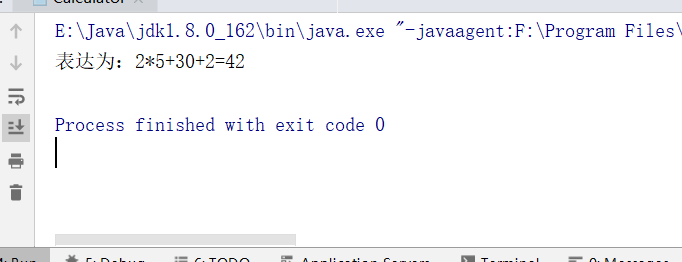 Calculator
E:\Java\jdk1.8.0_162\bin\java.exe "-javaagent:F:\Program Files\
表达为：2*5+30+2=42
Process finished with exit code 0
4: Run 5: Debug 6: TODO Application Servers Terminal 0: Messages